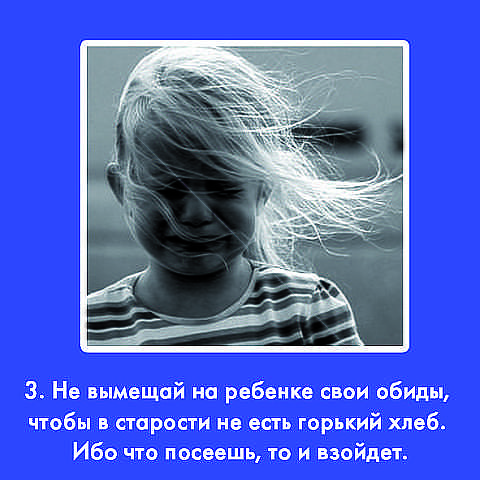 3. Не вымещай на ребенке свои обиды,
чтобы в старости не есть горький хлеб.
Ибо что посеешь, то и взойдет.